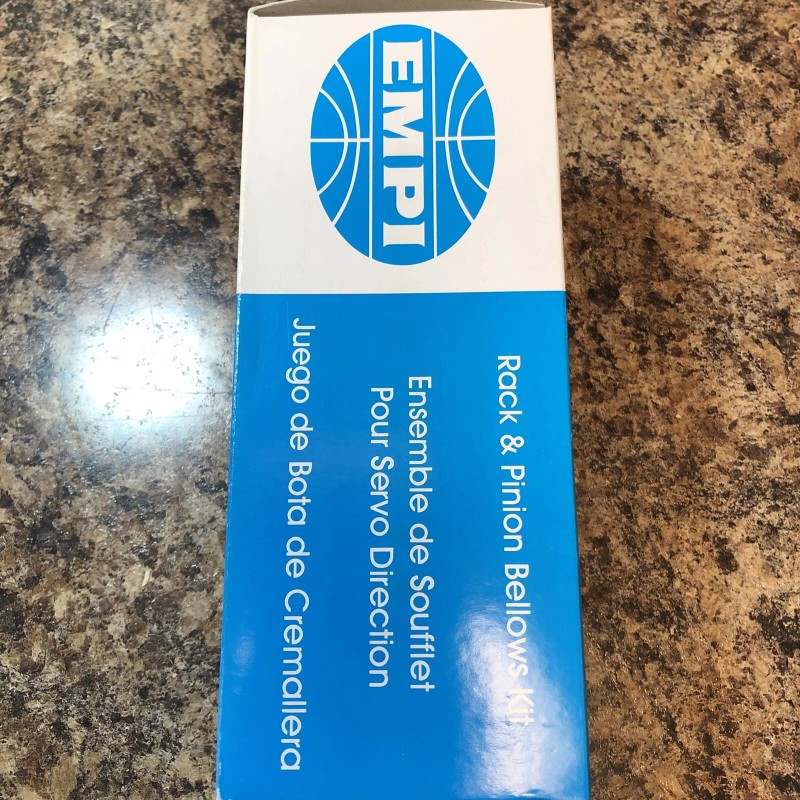 EMPI
Rack & Pinion Bellows Kit
Ensemble de Soufflet
Pour Servo Direction
Juego de Bota de Cremallera